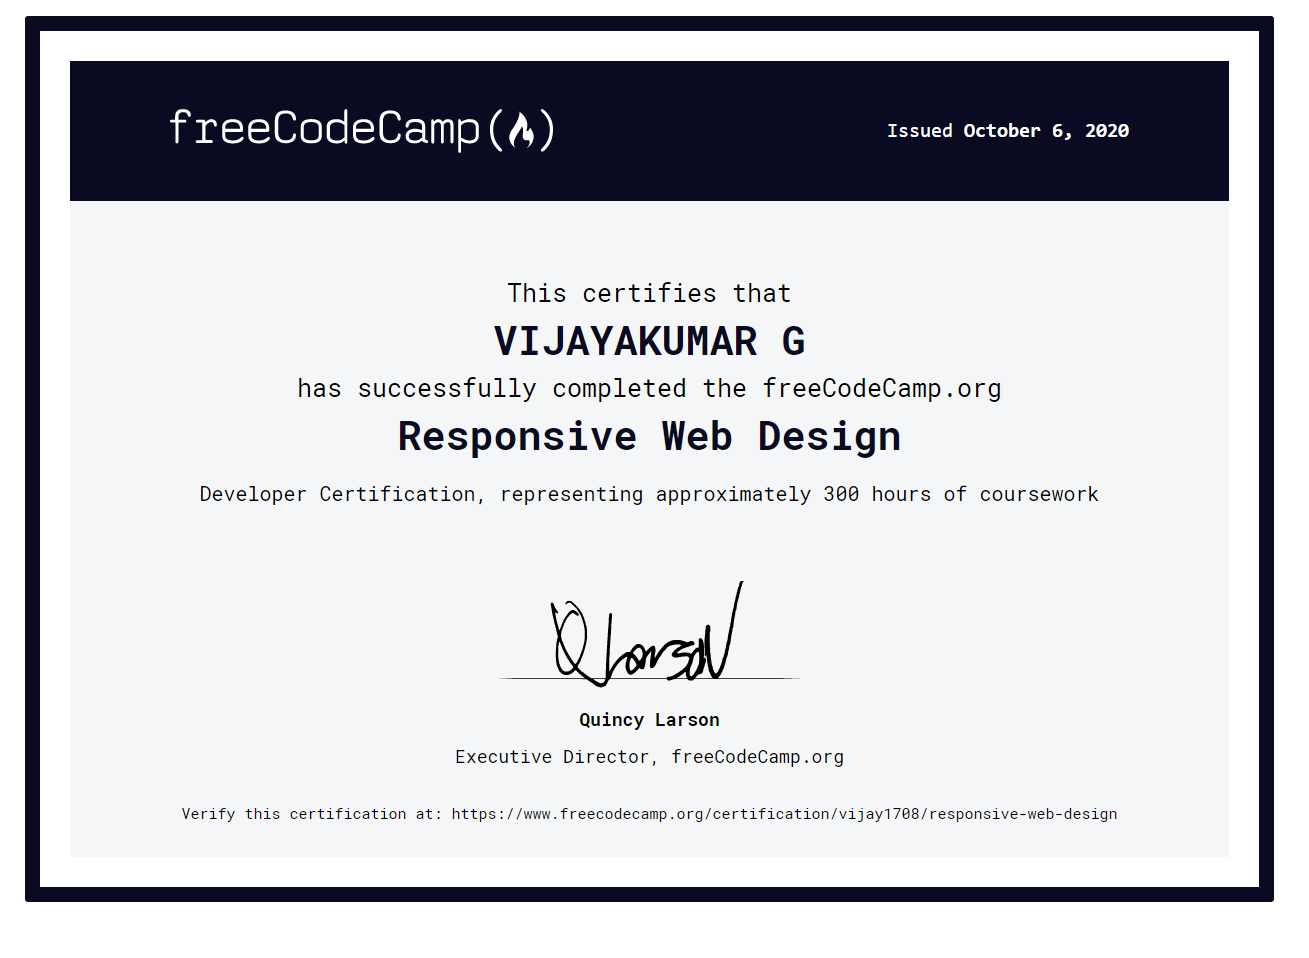 freeCodeCamp()
Issued October 6, 2020
This certifies that
VIJAYAKUMAR G
has successfully completed the freeCodeCamp.org
Responsive Web Design
Developer Certification, representing approximately 300 hours of coursework
Q Larson
Quincy Larson
Executive Director, freeCodeCamp.org
Verify this certification at: https://www.freecodecamp.org/certification/vijay1708/responsive-web-design